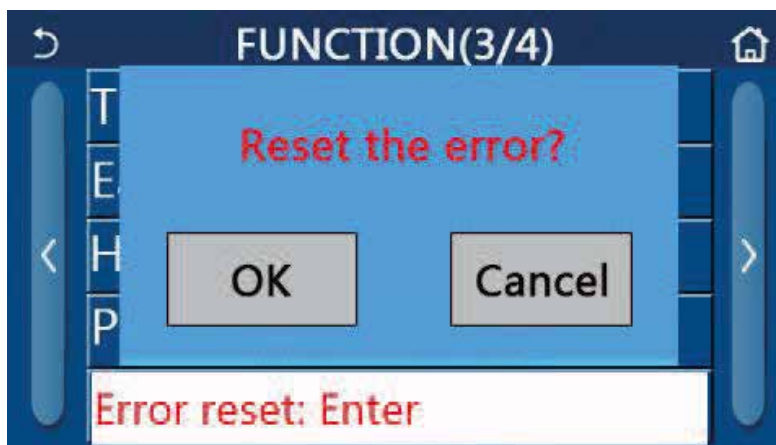 FUNCTION(3/4)
T
Reset the error?
E
H
OK
Cancel
P
Error reset: Enter